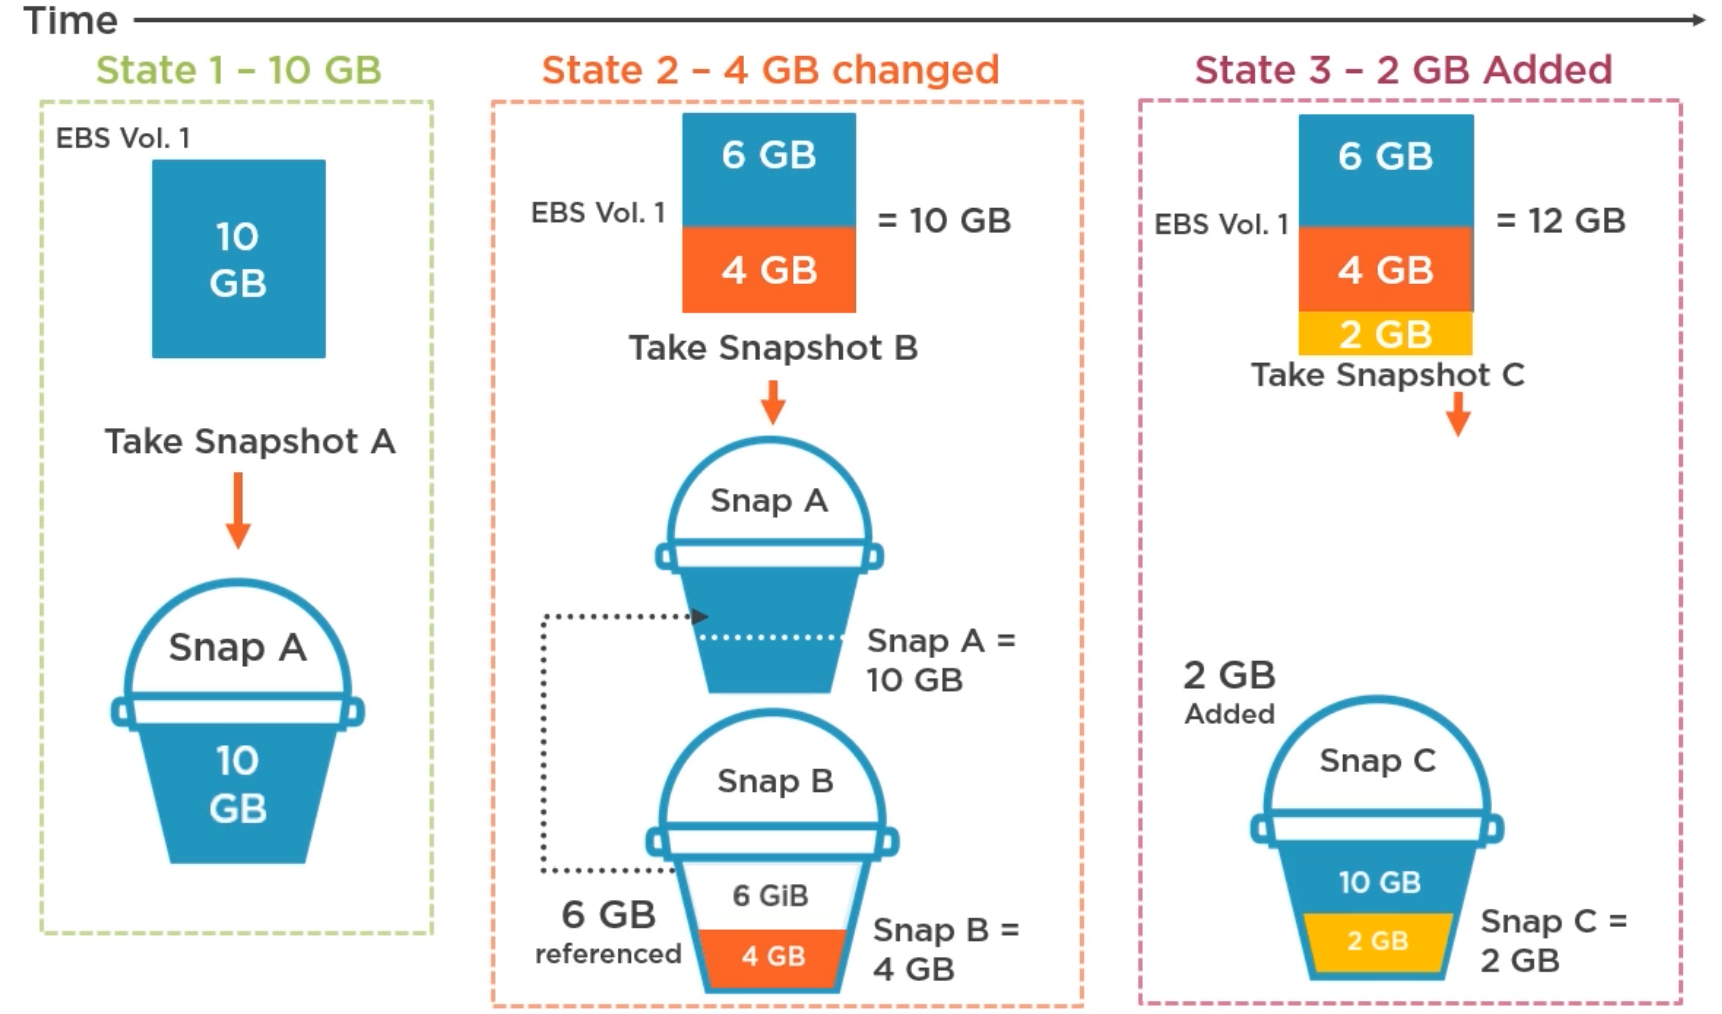 Time
State 1 – 10 GB
EBS Vol. 1
10
GB
Take Snapshot A
Snap A
10
GB
State 2 – 4 GB changed
6 GB
EBS Vol. 1
= 10 GB
4 GB
Take Snapshot B
Snap A
Snap A =
10 GB
Snap B
6 GiB
6 GB
referenced
4 GB
Snap B =
4 GB
State 3 – 2 GB Added
6 GB
EBS Vol. 1
= 12 GB
4 GB
2 GB
Take Snapshot C
2 GB
Added
Snap C
10 GB
2 GB
Snap C =
2 GB